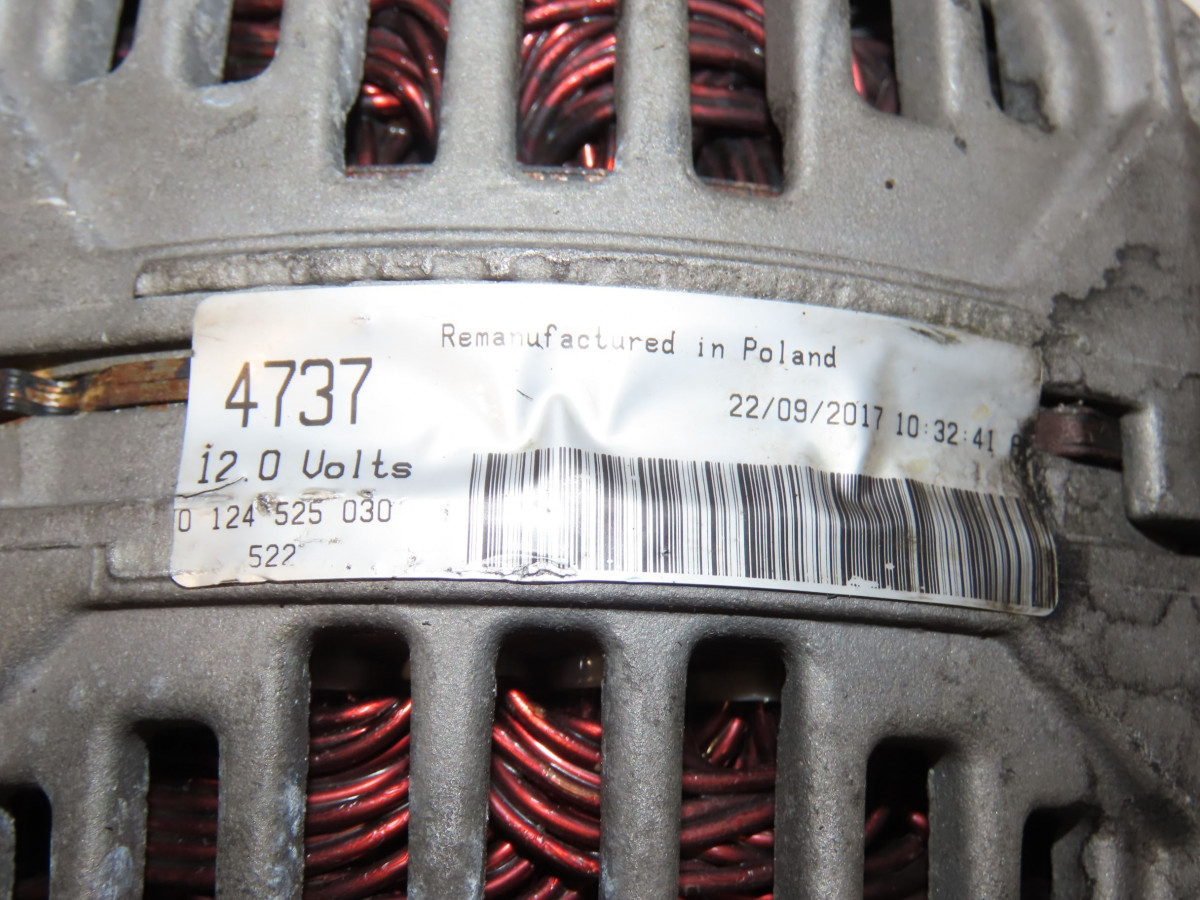 Remanufactured in Poland
4737
22/09/2017 10:32:41
12.0 Volts
0 124 525 030
522